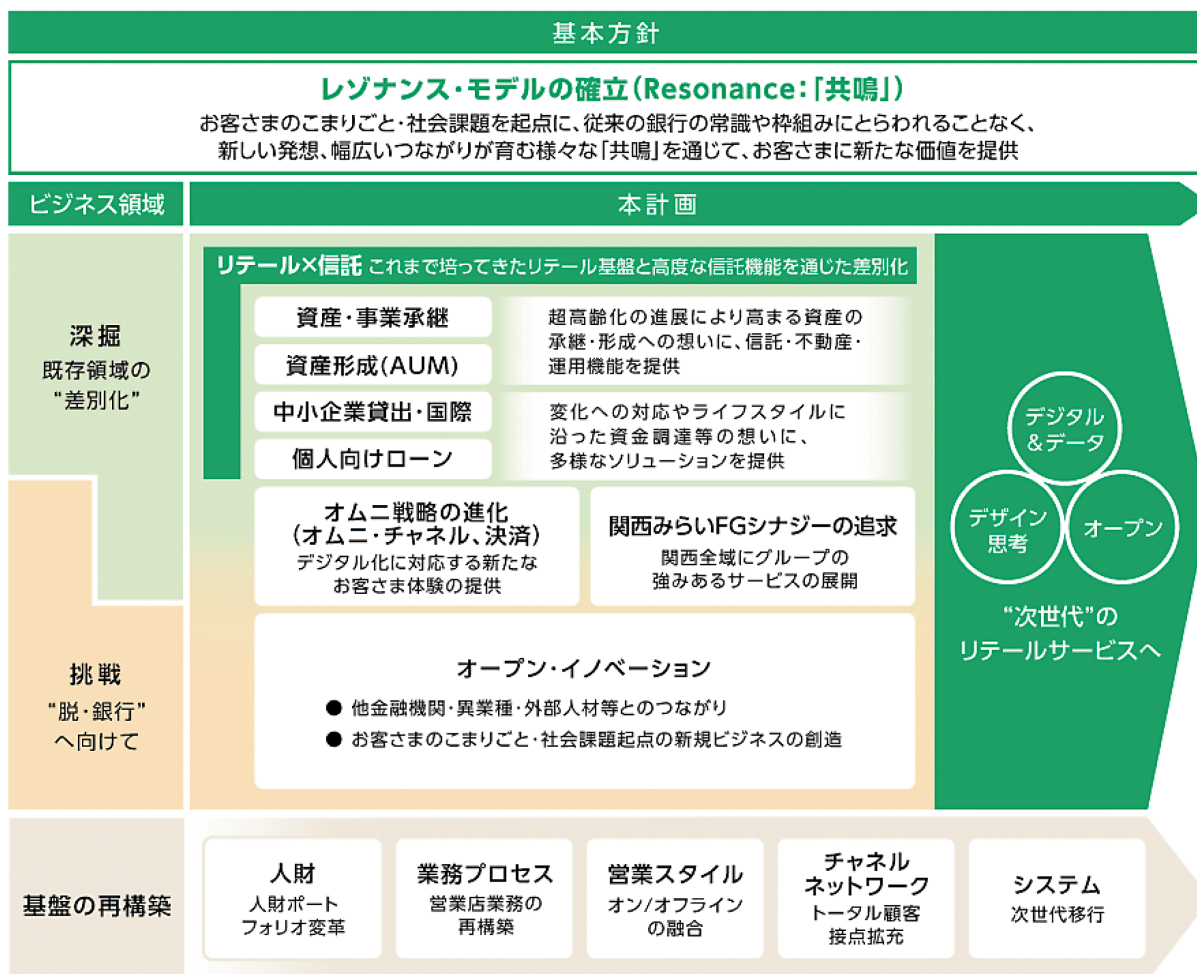 基本方針
レゾナンス・モデルの確立(Resonance:「共鳴」)
お客さまのこまりごと・社会課題を起点に、従来の銀行の常識や枠組みにとらわれることなく、
新しい発想、幅広いつながりが育む様々な「共鳴」を通じて、お客さまに新たな価値を提供
ビジネス領域
本計画
深掘
既存領域の
“差別化”
リテール×信託 これまで培ってきたリテール基盤と高度な信託機能を通じた差別化
資産・事業承継
資産形成(AUM)
超高齢化の進展により高まる資産の
承継・形成への想いに、信託・不動産・
運用機能を提供
中小企業貸出・国際
個人向けローン
変化への対応やライフスタイルに
沿った資金調達等の想いに、
多様なソリューションを提供
オムニ戦略の進化
(オムニ・チャネル、決済)
デジタル化に対応する新たな
お客さま体験の提供
関西みらいFGシナジーの追求
関西全域にグループの
強みあるサービスの展開
挑戦
“脱・銀行”
へ向けて
オープン・イノベーション
● 他金融機関・異業種・外部人材等とのつながり
● お客さまのこまりごと・社会課題起点の新規ビジネスの創造
デジタル
&データ
デザイン
思考
オープン
“次世代”の
リテールサービスへ
基盤の再構築
人財
人財ポート
フォリオ変革
業務プロセス
営業店業務の
再構築
営業スタイル
オン/オフライン
の融合
チャネル
ネットワーク
トータル顧客
接点拡充
システム
次世代移行